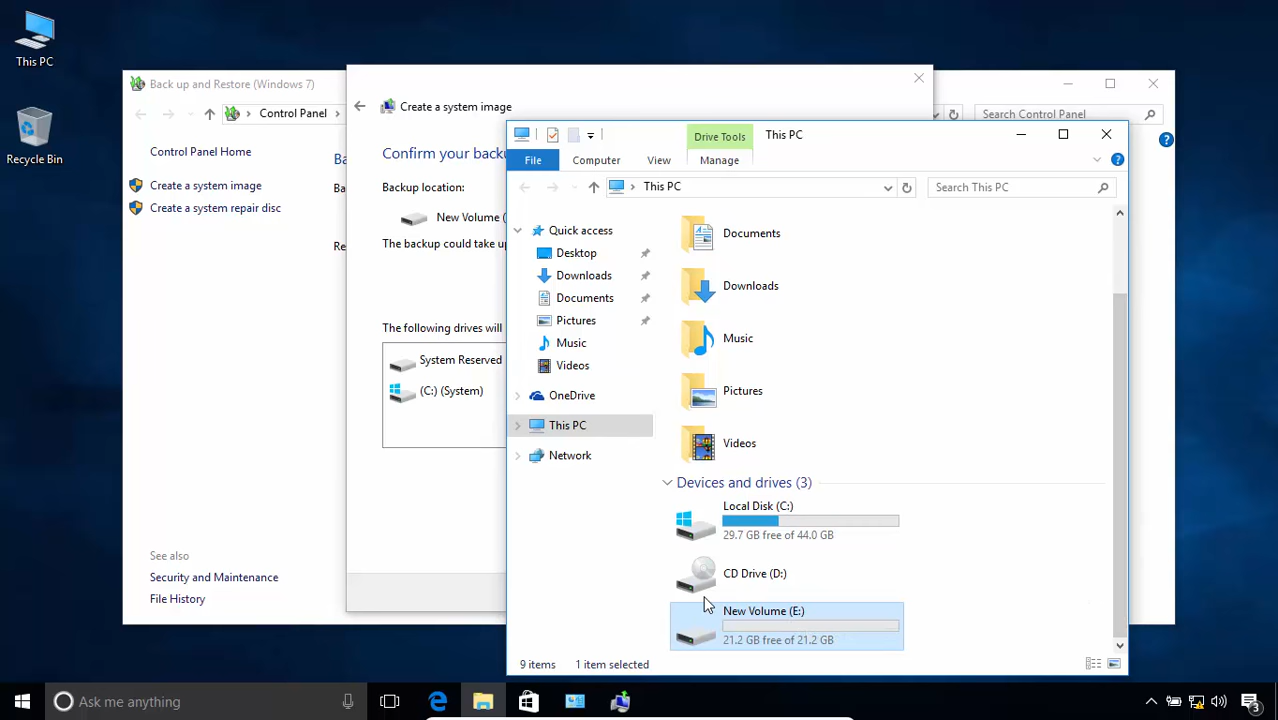 This PC
Recycle Bin
Back up and Restore (Windows 7)
Control Panel
Search Control Panel
Control Panel Home
Create a system image
Create a system repair disc
See also
Security and Maintenance
File History
Ba
Ba
Re
Create a system image
Confirm your backu
Backup location:
New Volume (
The backup could take up
The following drives will
System Reserved
(C:) (System)
Drive Tools
This PC
File
Computer
View
Manage
This PC
Search This PC
Quick access
Desktop
Downloads
Documents
Pictures
Music
Videos
OneDrive
This PC
Network
Documents
Downloads
Music
Pictures
Videos
Devices and drives (3)
Local Disk (C:)
29.7 GB free of 44.0 GB
CD Drive (D:)
New Volume (E:)
21.2 GB free of 21.2 GB
9 items
1 item selected
Ask me anything
3